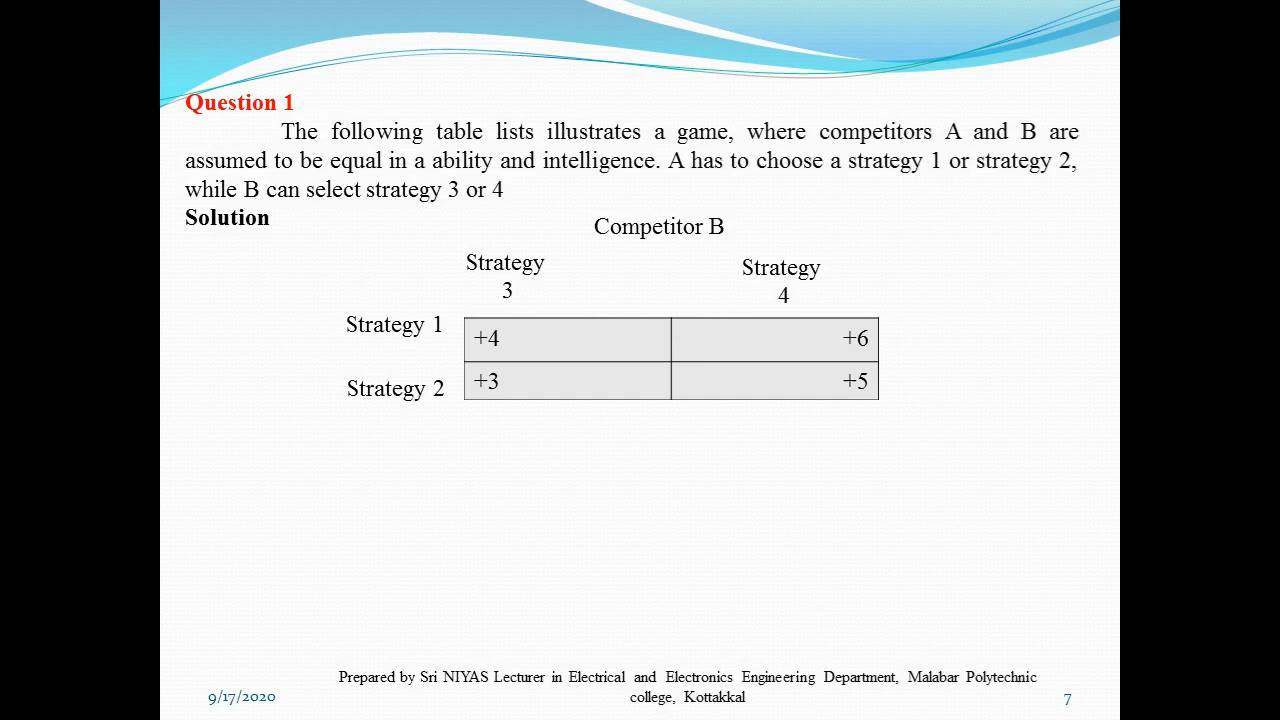 Question 1
The following table lists illustrates a game, where competitors A and B are
assumed to be equal in a ability and intelligence. A has to choose a strategy 1 or strategy 2,
while B can select strategy 3 or 4
Solution
Competitor B
Strategy
3
Strategy
4
Strategy 1
+4
+6
Strategy 2
+3
+5
Prepared by Sri NIYAS Lecturer in Electrical and Electronics Engineering Department, Malabar Polytechnic
college, Kottakkal
9/17/2020
7